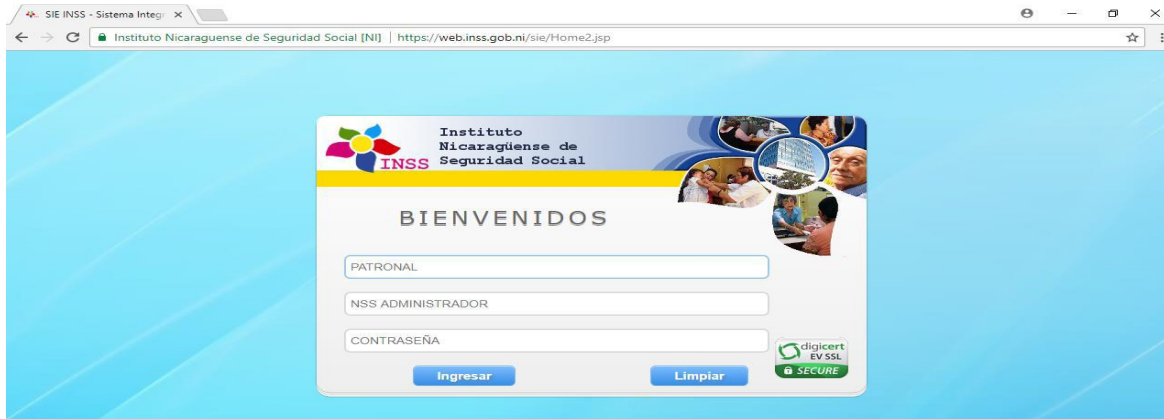 SIE INSS - Sistema Integr
Instituto Nicaraguense de Seguridad Social [NI] | https://web.inss.gob.ni/sie/Home2.jsp
INSS
Instituto
Nicaragüense de
Seguridad Social
BIENVENIDOS
PATRONAL
NSS ADMINISTRADOR
CONTRASEÑA
digicert
EV SSL
SECURE
Ingresar
Limpiar